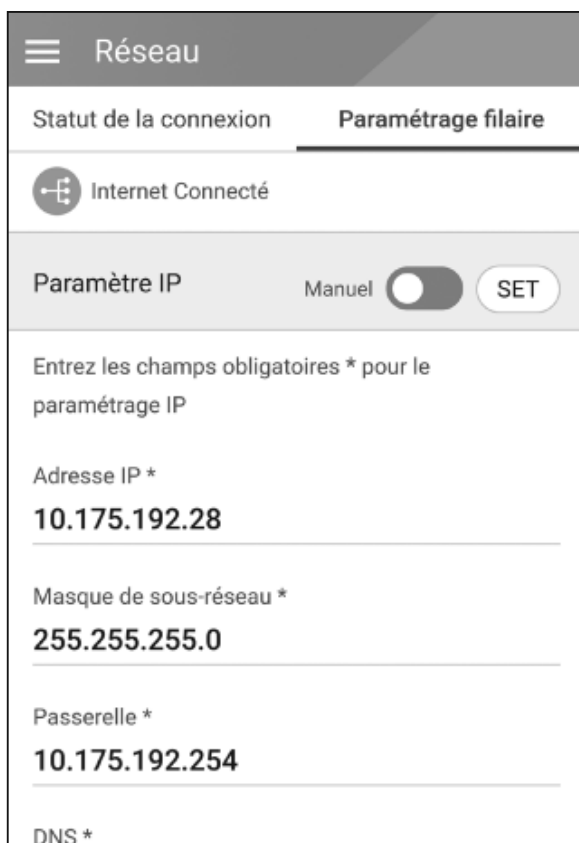 Réseau
Statut de la connexion Paramétrage filaire
Internet Connecté
Paramètre IP Manuel SET
Entrez les champs obligatoires * pour le
paramétrage IP
Adresse IP *
10.175.192.28
Masque de sous-réseau *
255.255.255.0
Passerelle *
10.175.192.254
DNS *